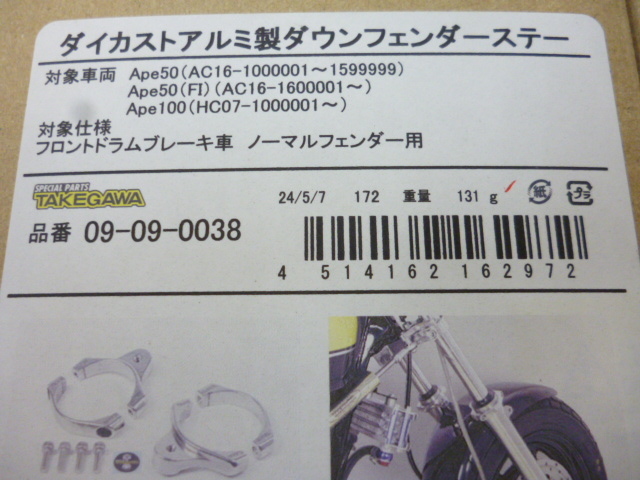 ダイカストアルミ製ダウンフェンダーステー
対象車両 Ape50(AC16-1000001～1599999)
Ape50(FI)(AC16-1600001～)
Ape100(HC07-1000001～)
対象仕様
フロントドラムブレーキ車 ノーマルフェンダー用
SPECIAL PARTS
TAKEGAWA
24/5/7 172 重量 131 g 紙 プラ
品番 09-09-0038
4 514162 162972